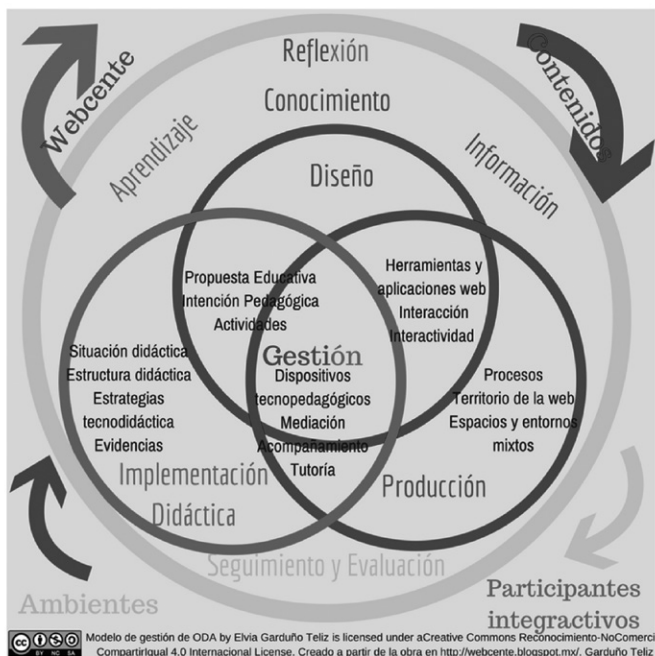 Webcente
Contenidos
Reflexión
Conocimiento
Aprendizaje
Información
Diseño
Propuesta Educativa
Intención Pedagógica
Actividades
Herramientas y
aplicaciones web
Interacción
Interactividad
Gestión
Dispositivos
tecnopedagógicos
Mediación
Acompañamiento
Tutoría
Situación didáctica
Estructura didáctica
Estrategias
tecnodidáctica
Evidencias
Procesos
Territorio de la web
Espacios y entornos
mixtos
Implementación
Didáctica
Producción
Seguimiento y Evaluación
Ambientes
Participantes
integractivos
cc
BY NC SA
Modelo de gestión de ODA by Elvia Garduño Teliz is licensed under aCreative Commons Reconocimiento-NoComerci
CompartirIgual 4.0 Internacional License. Creado a partir de la obra en http://webcente.blogspot.mx/. Garduño Teliz